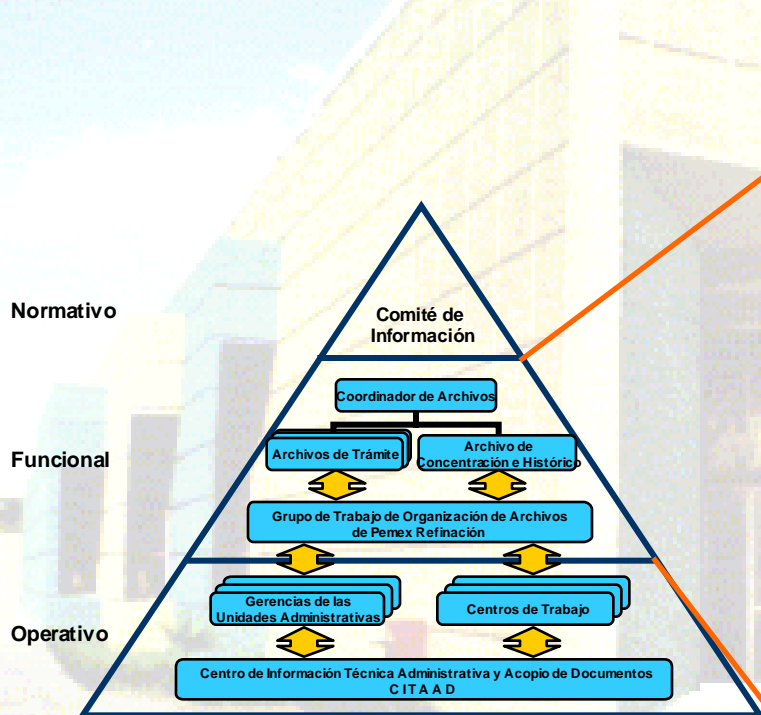 Normativo
Comité de
Información
Coordinador de Archivos
Funcional
Archivos de Trámite
Archivo de
Concentración e Histórico
Grupo de Trabajo de Organización de Archivos
de Pemex Refinación
Gerencias de las
Unidades Administrativas
Centros de Trabajo
Operativo
Centro de Información Técnica Administrativa y Acopio de Documentos
C I T A A D